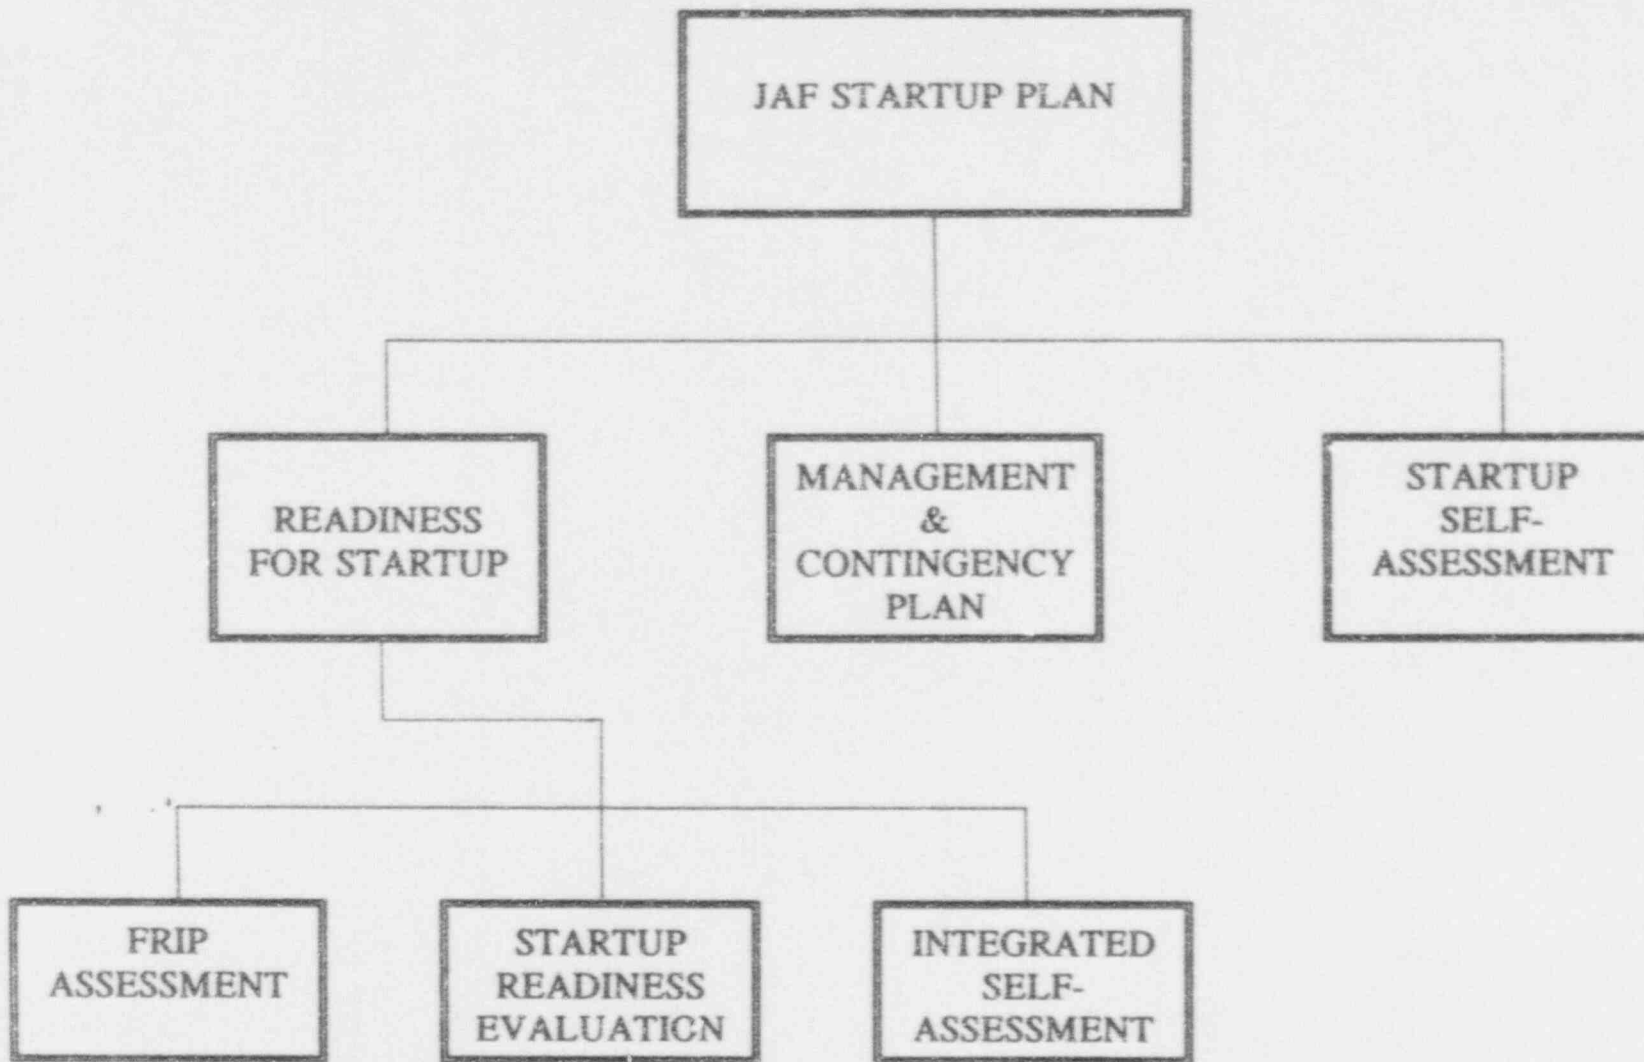 JAF STARTUP PLAN
READINESS
FOR STARTUP
MANAGEMENT
&
CONTINGENCY
PLAN
STARTUP
SELF-
ASSESSMENT
FRIP
ASSESSMENT
STARTUP
READINESS
EVALUATION
INTEGRATED
SELF-
ASSESSMENT